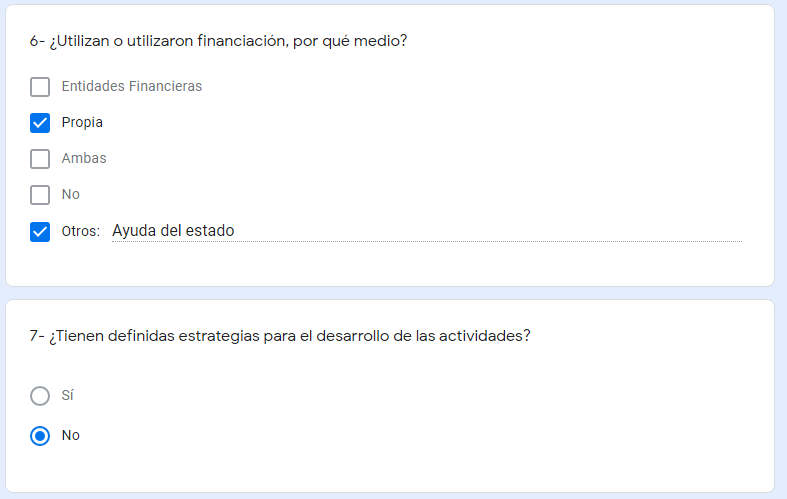 6- ¿Utilizan o utilizaron financiación, por qué medio?
Entidades Financieras
Propia
Ambas
No
Otros: Ayuda del estado
7- ¿Tienen definidas estrategias para el desarrollo de las actividades?
Sí
No